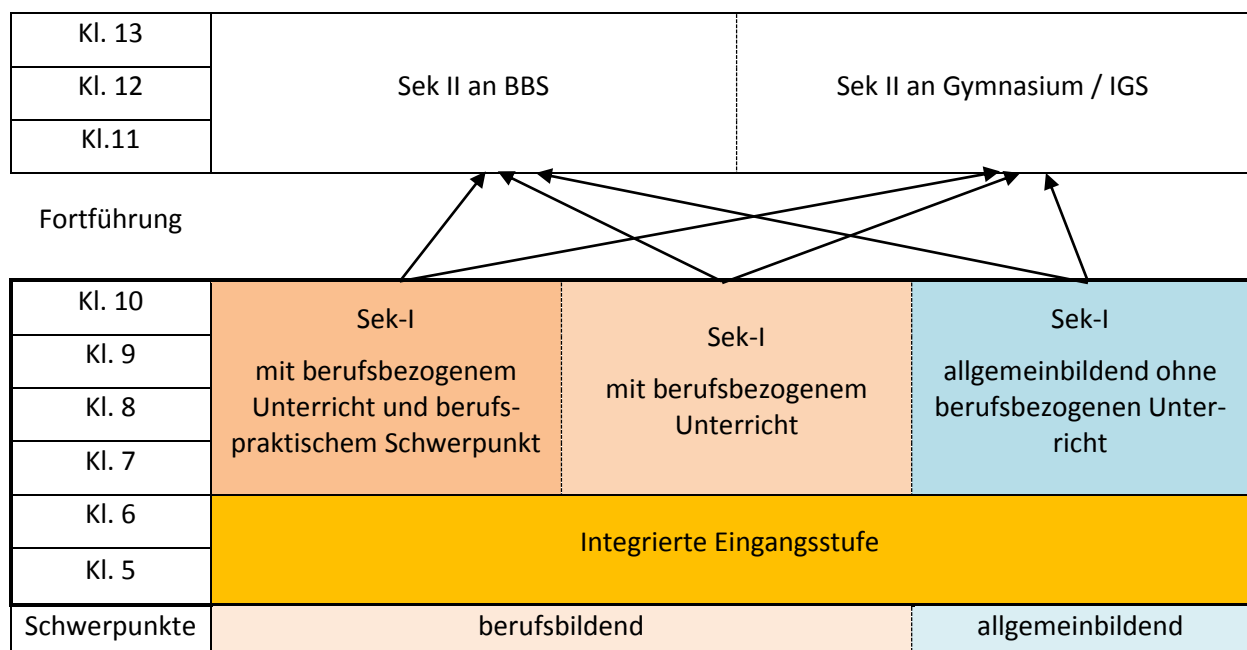 Kl. 13
Kl. 12
Kl.11
Sek II an BBS
Sek II an Gymnasium / IGS
Fortführung
Kl. 10
Kl. 9
Kl. 8
Kl. 7
Sek-I
mit berufsbezogenem
Unterricht und berufs-
praktischem Schwerpunkt
Sek-I
mit berufsbezogenem
Unterricht
Sek-I
allgemeinbildend ohne
berufsbezogenen Unter-
richt
Kl. 6
Kl. 5
Integrierte Eingangsstufe
Schwerpunkte
berufsbildend
allgemeinbildend